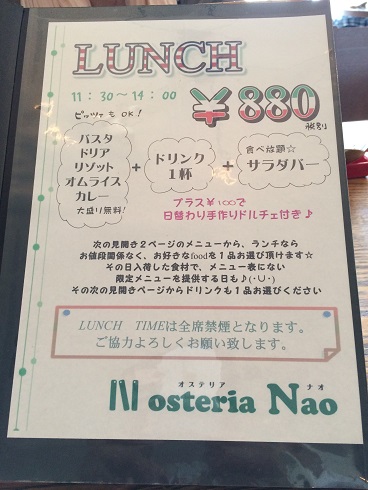 LUNCH
11：30～14：00
ピッツァもOK！
¥880
税別
パスタ
ドリア
リゾット
オムライス
カレー
大盛り無料！
+
ドリンク
1杯
+
食べ放題☆
サラダバー
プラス¥100で
日替わり手作りドルチェ付き♪
次の見開き2ページのメニューから、ランチなら
お値段関係なく、お好きなfoodを1品お選び頂けます☆
その日入荷した食材で、メニュー表にない
限定メニューを提供する日も♪(･∪･)
その次の見開きページからドリンクも1品お選びください
LUNCH TIMEは全席禁煙となります。
ご協力よろしくお願い致します。
オステリア ナオ
osteria Nao